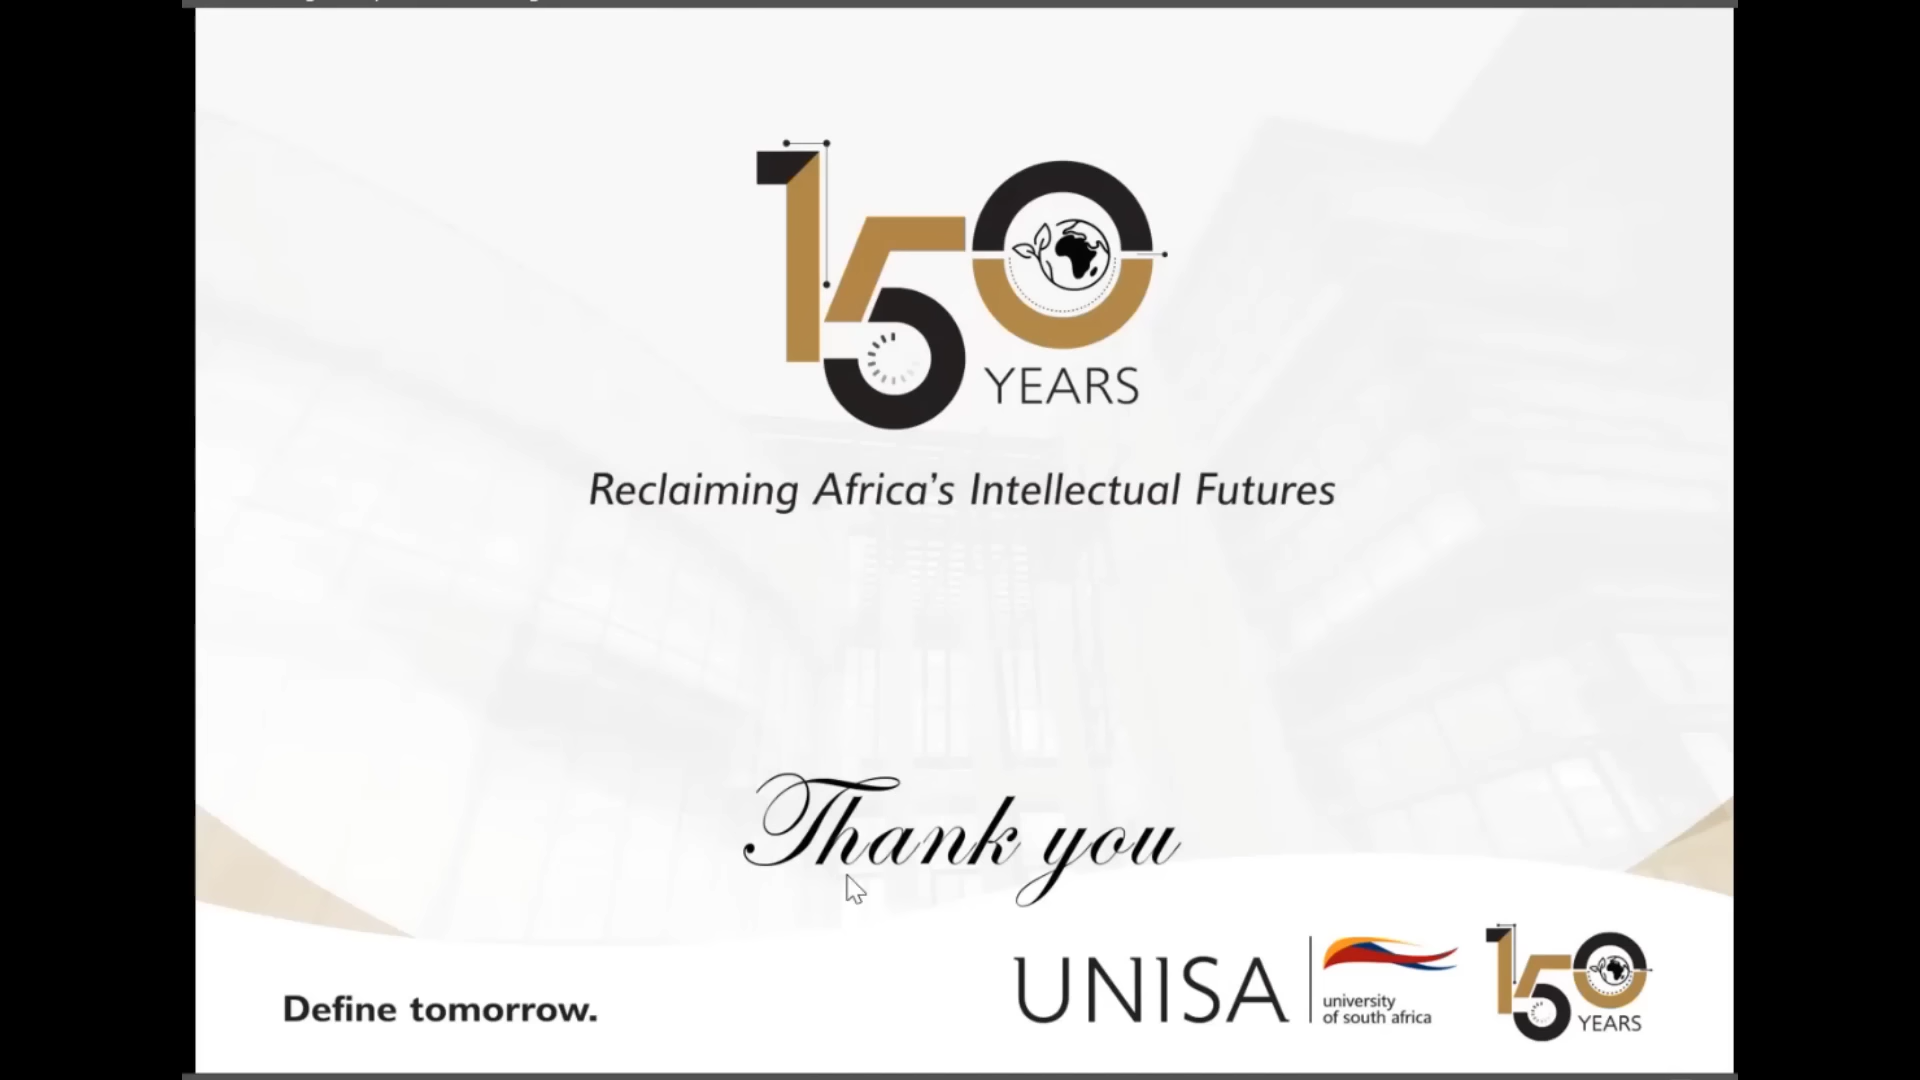 150
YEARS
Reclaiming Africa's Intellectual Futures
Thank you
Define tomorrow.
UNISA
university
of south africa
150
YEARS